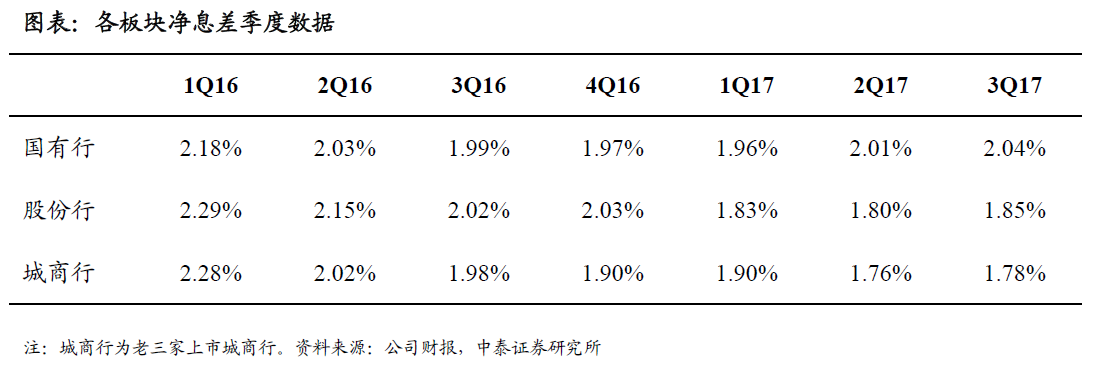 图表：各板块净息差季度数据
1Q16 2Q16 3Q16 4Q16 1Q17 2Q17 3Q17
国有行 2.18% 2.03% 1.99% 1.97% 1.96% 2.01% 2.04%
股份行 2.29% 2.15% 2.02% 2.03% 1.83% 1.80% 1.85%
城商行 2.28% 2.02% 1.98% 1.90% 1.90% 1.76% 1.78%
注：城商行为老三家上市城商行。资料来源：公司财报，中泰证券研究所